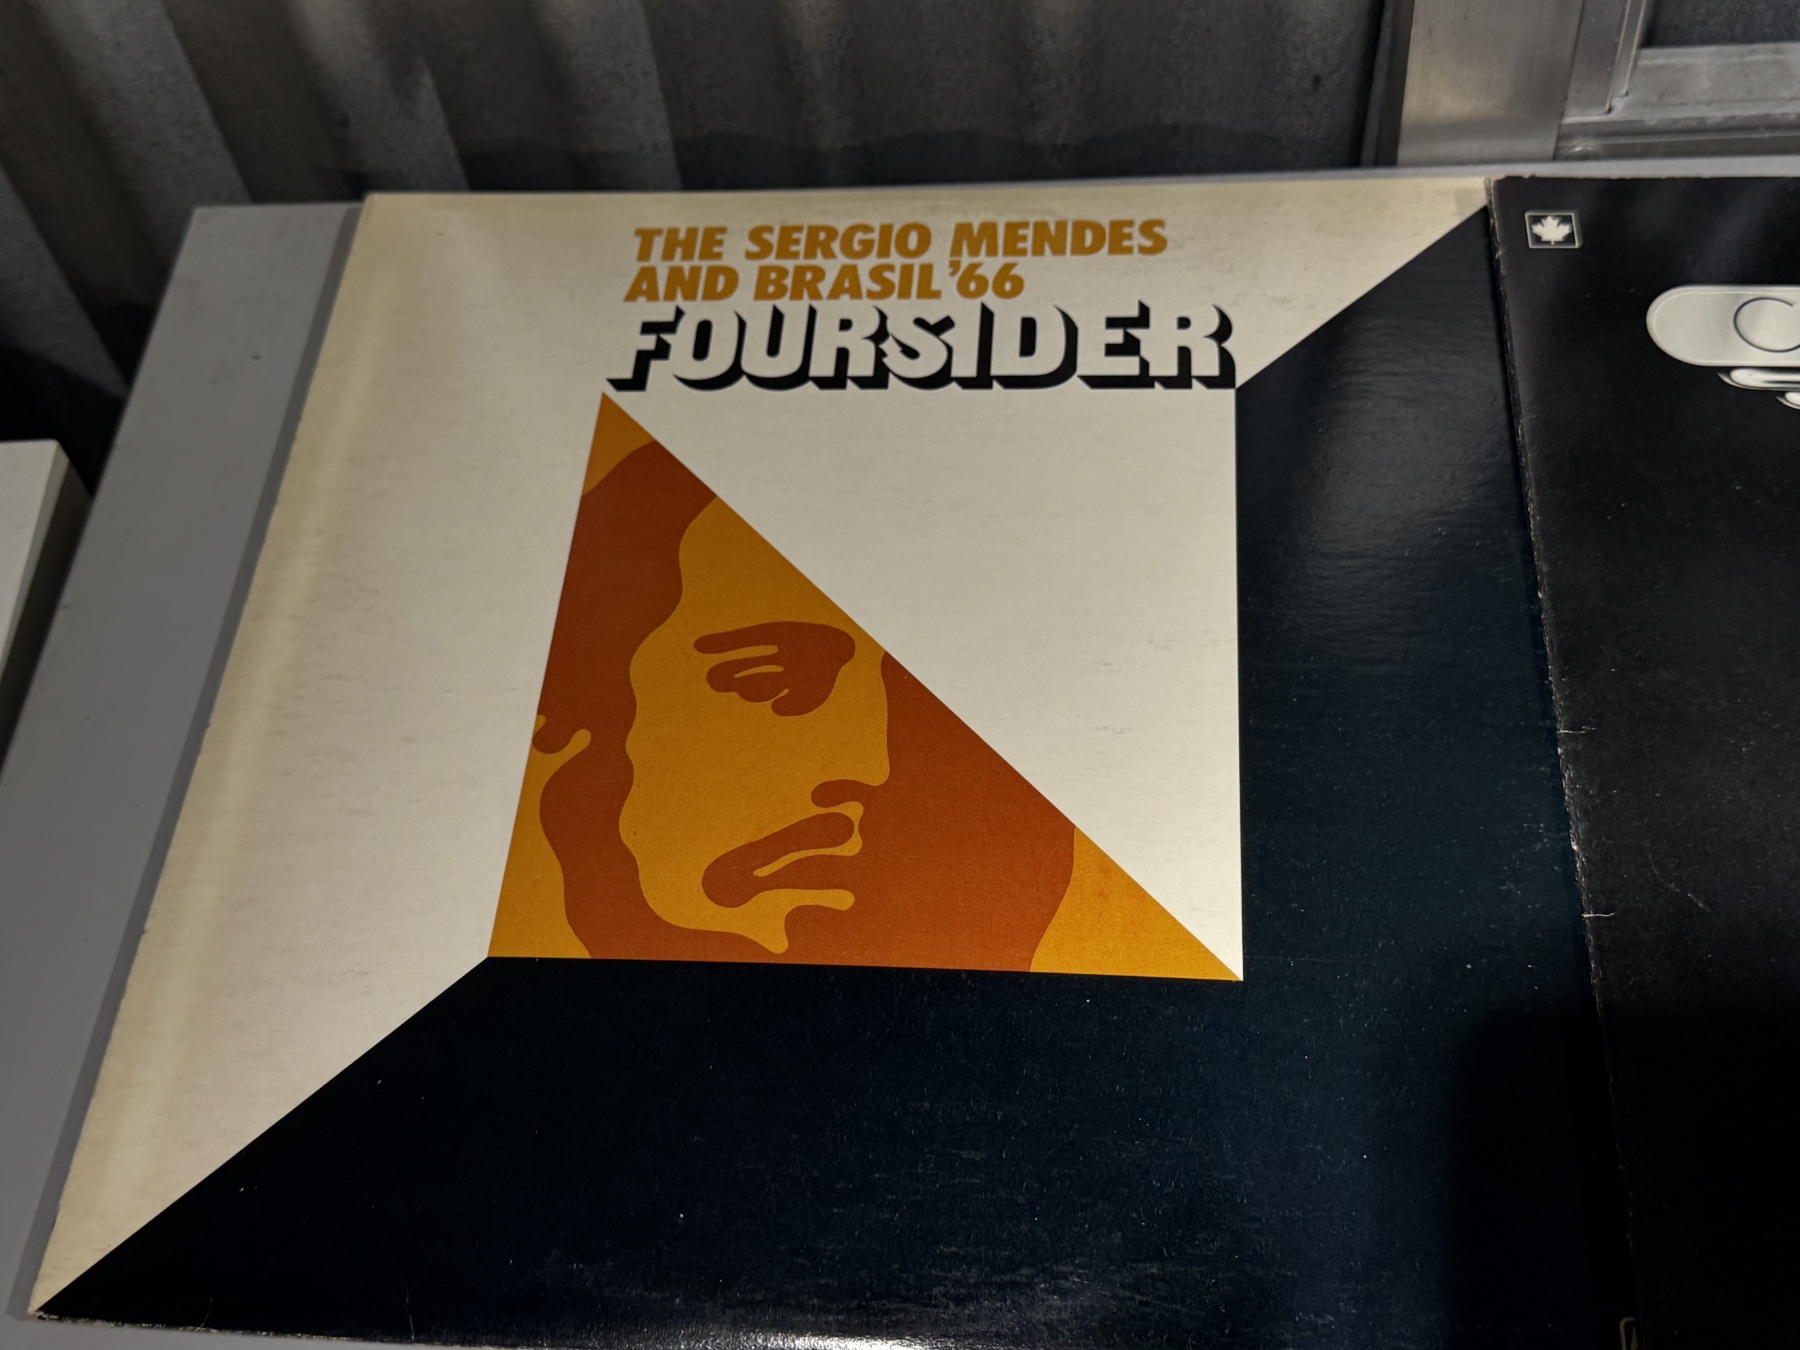 THE SERGIO MENDES
AND BRASIL '66
FOURSIDER
C